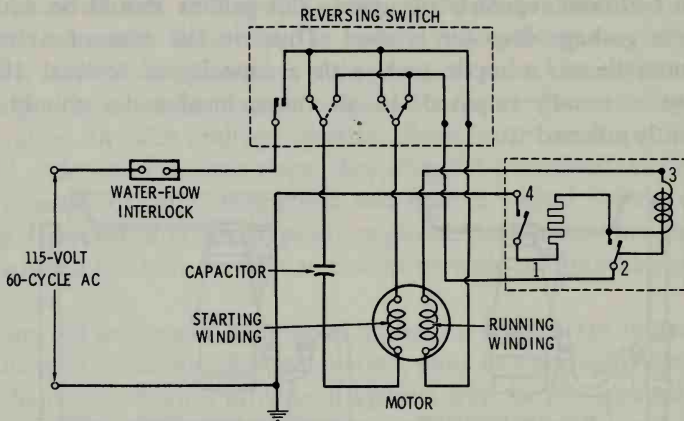 REVERSING SWITCH
WATER-FLOW
INTERLOCK
115-VOLT
60-CYCLE AC
CAPACITOR
STARTING
WINDING
RUNNING
WINDING
MOTOR
1
2
3
4